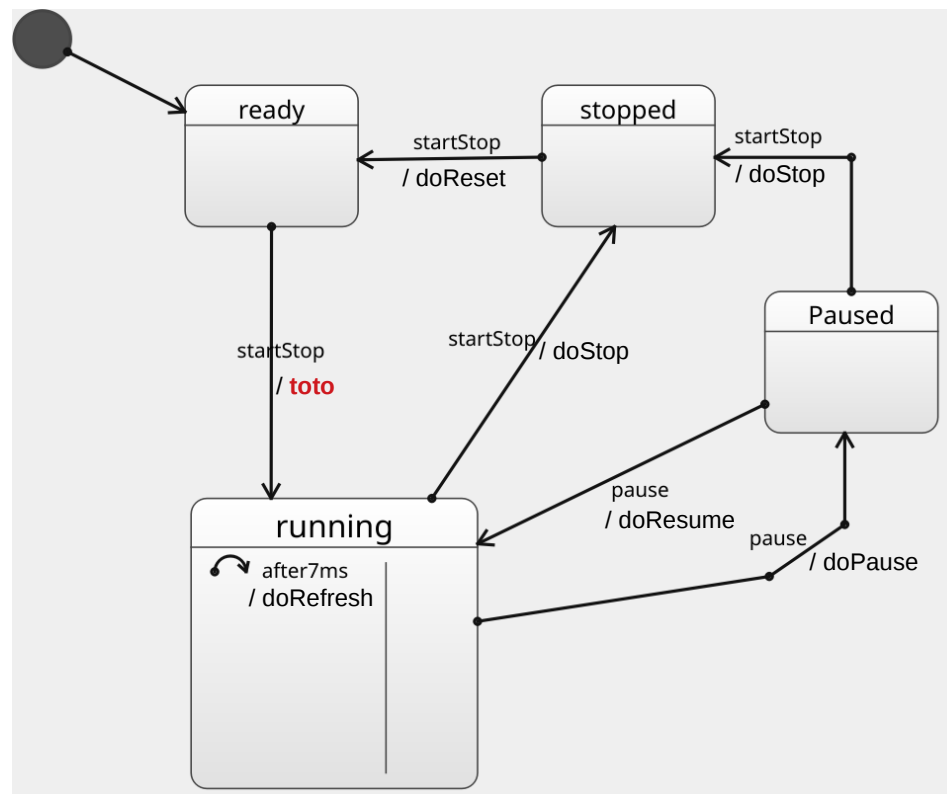 ready
stopped
startStop
/ doReset
startStop
/ doStop
Paused
startStop
/ toto
startStop
/ doStop
pause
/ doResume
pause
/ doPause
running
after7ms
/ doRefresh